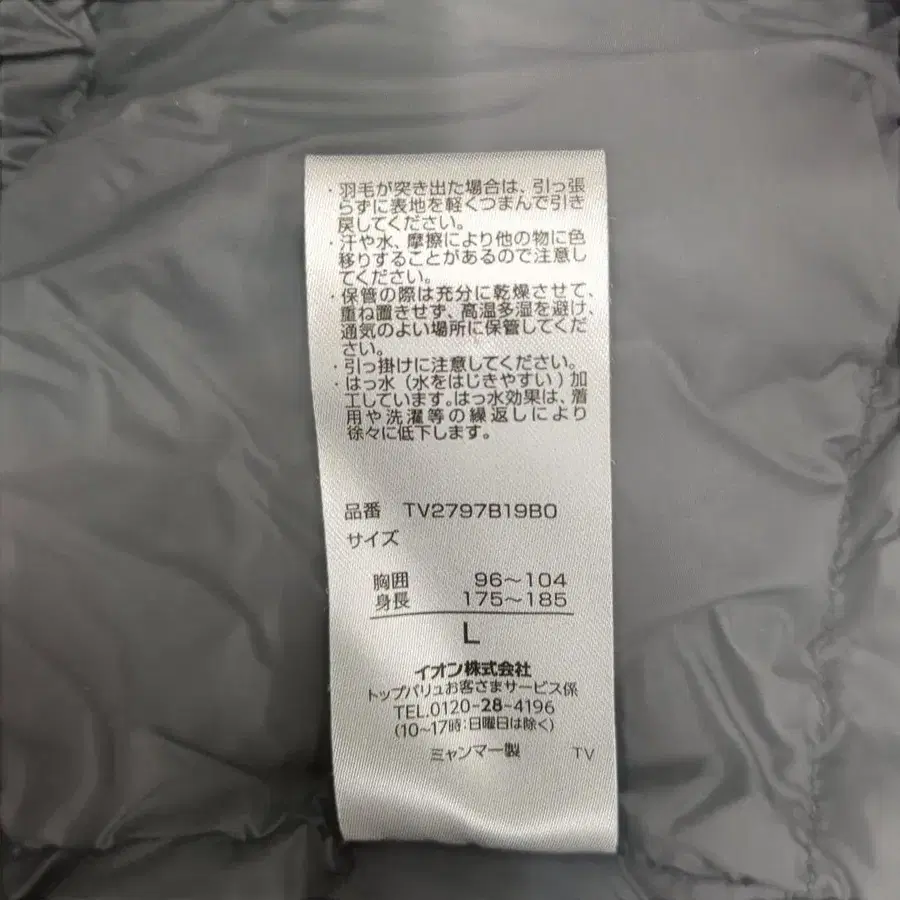 ・羽毛が突き出た場合は、引っ張
らずに表地を軽くつまんで引き
戻してください。
・汗や水、摩擦により他の物に色
移りすることがあるので注意し
てください。
・保管の際は充分に乾燥させて、
重ね置きせず、高温多湿を避け、
通気のよい場所に保管してくだ
さい。
・引っ掛けに注意してください。
・はっ水（水をはじきやすい）加
工しています。はっ水効果は、着
用や洗濯等の繰返しにより
徐々に低下します。
品番 TV2797B19B0
サイズ
胸囲 96～104
身長 175～185
L
イオン株式会社
トップバリュお客さまサービス係
TEL.0120-28-4196
(10～17時:日曜日は除く)
ミャンマー製 TV